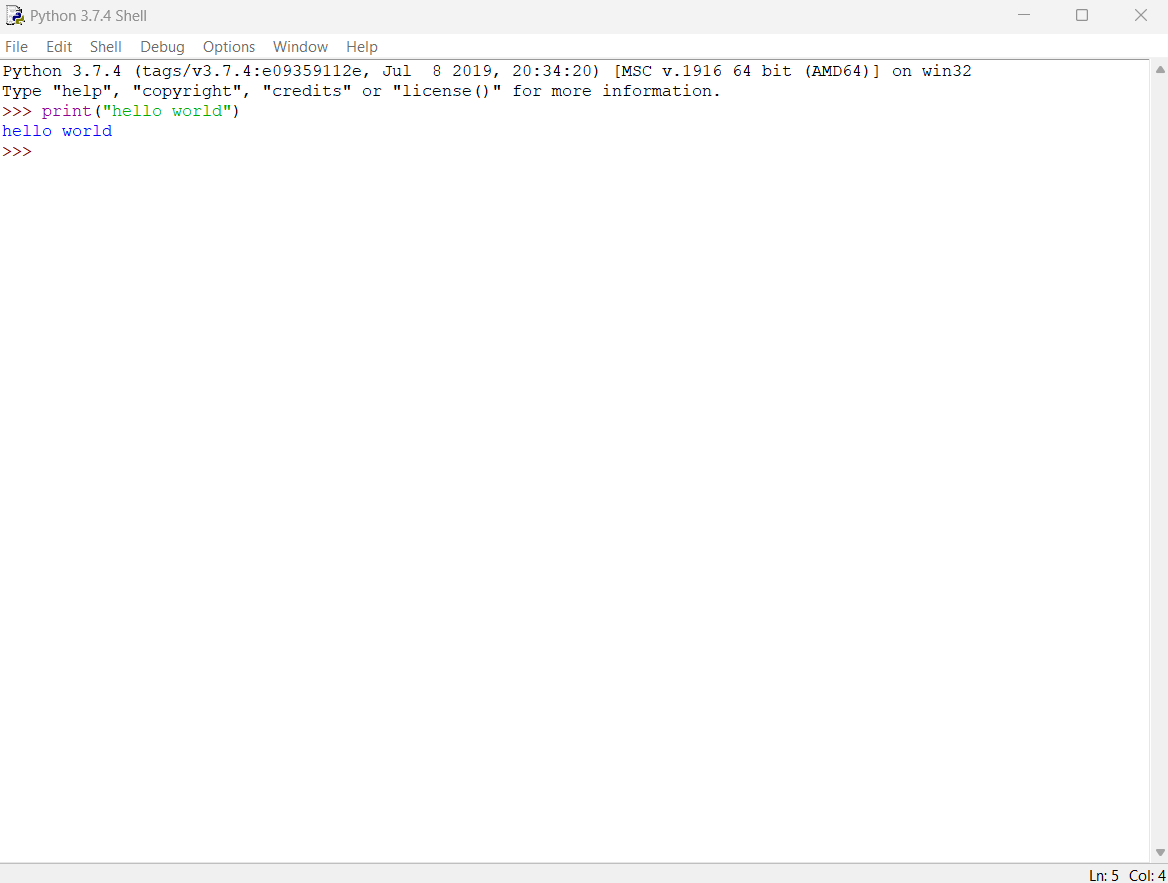 Python 3.7.4 Shell
File Edit Shell Debug Options Window Help
Python 3.7.4 (tags/v3.7.4:e09359112e, Jul  8 2019, 20:34:20) [MSC v.1916 64 bit (AMD64)] on win32
Type "help", "copyright", "credits" or "license()" for more information.
>>> print("hello world")
hello world
>>>
Ln: 5 Col: 4